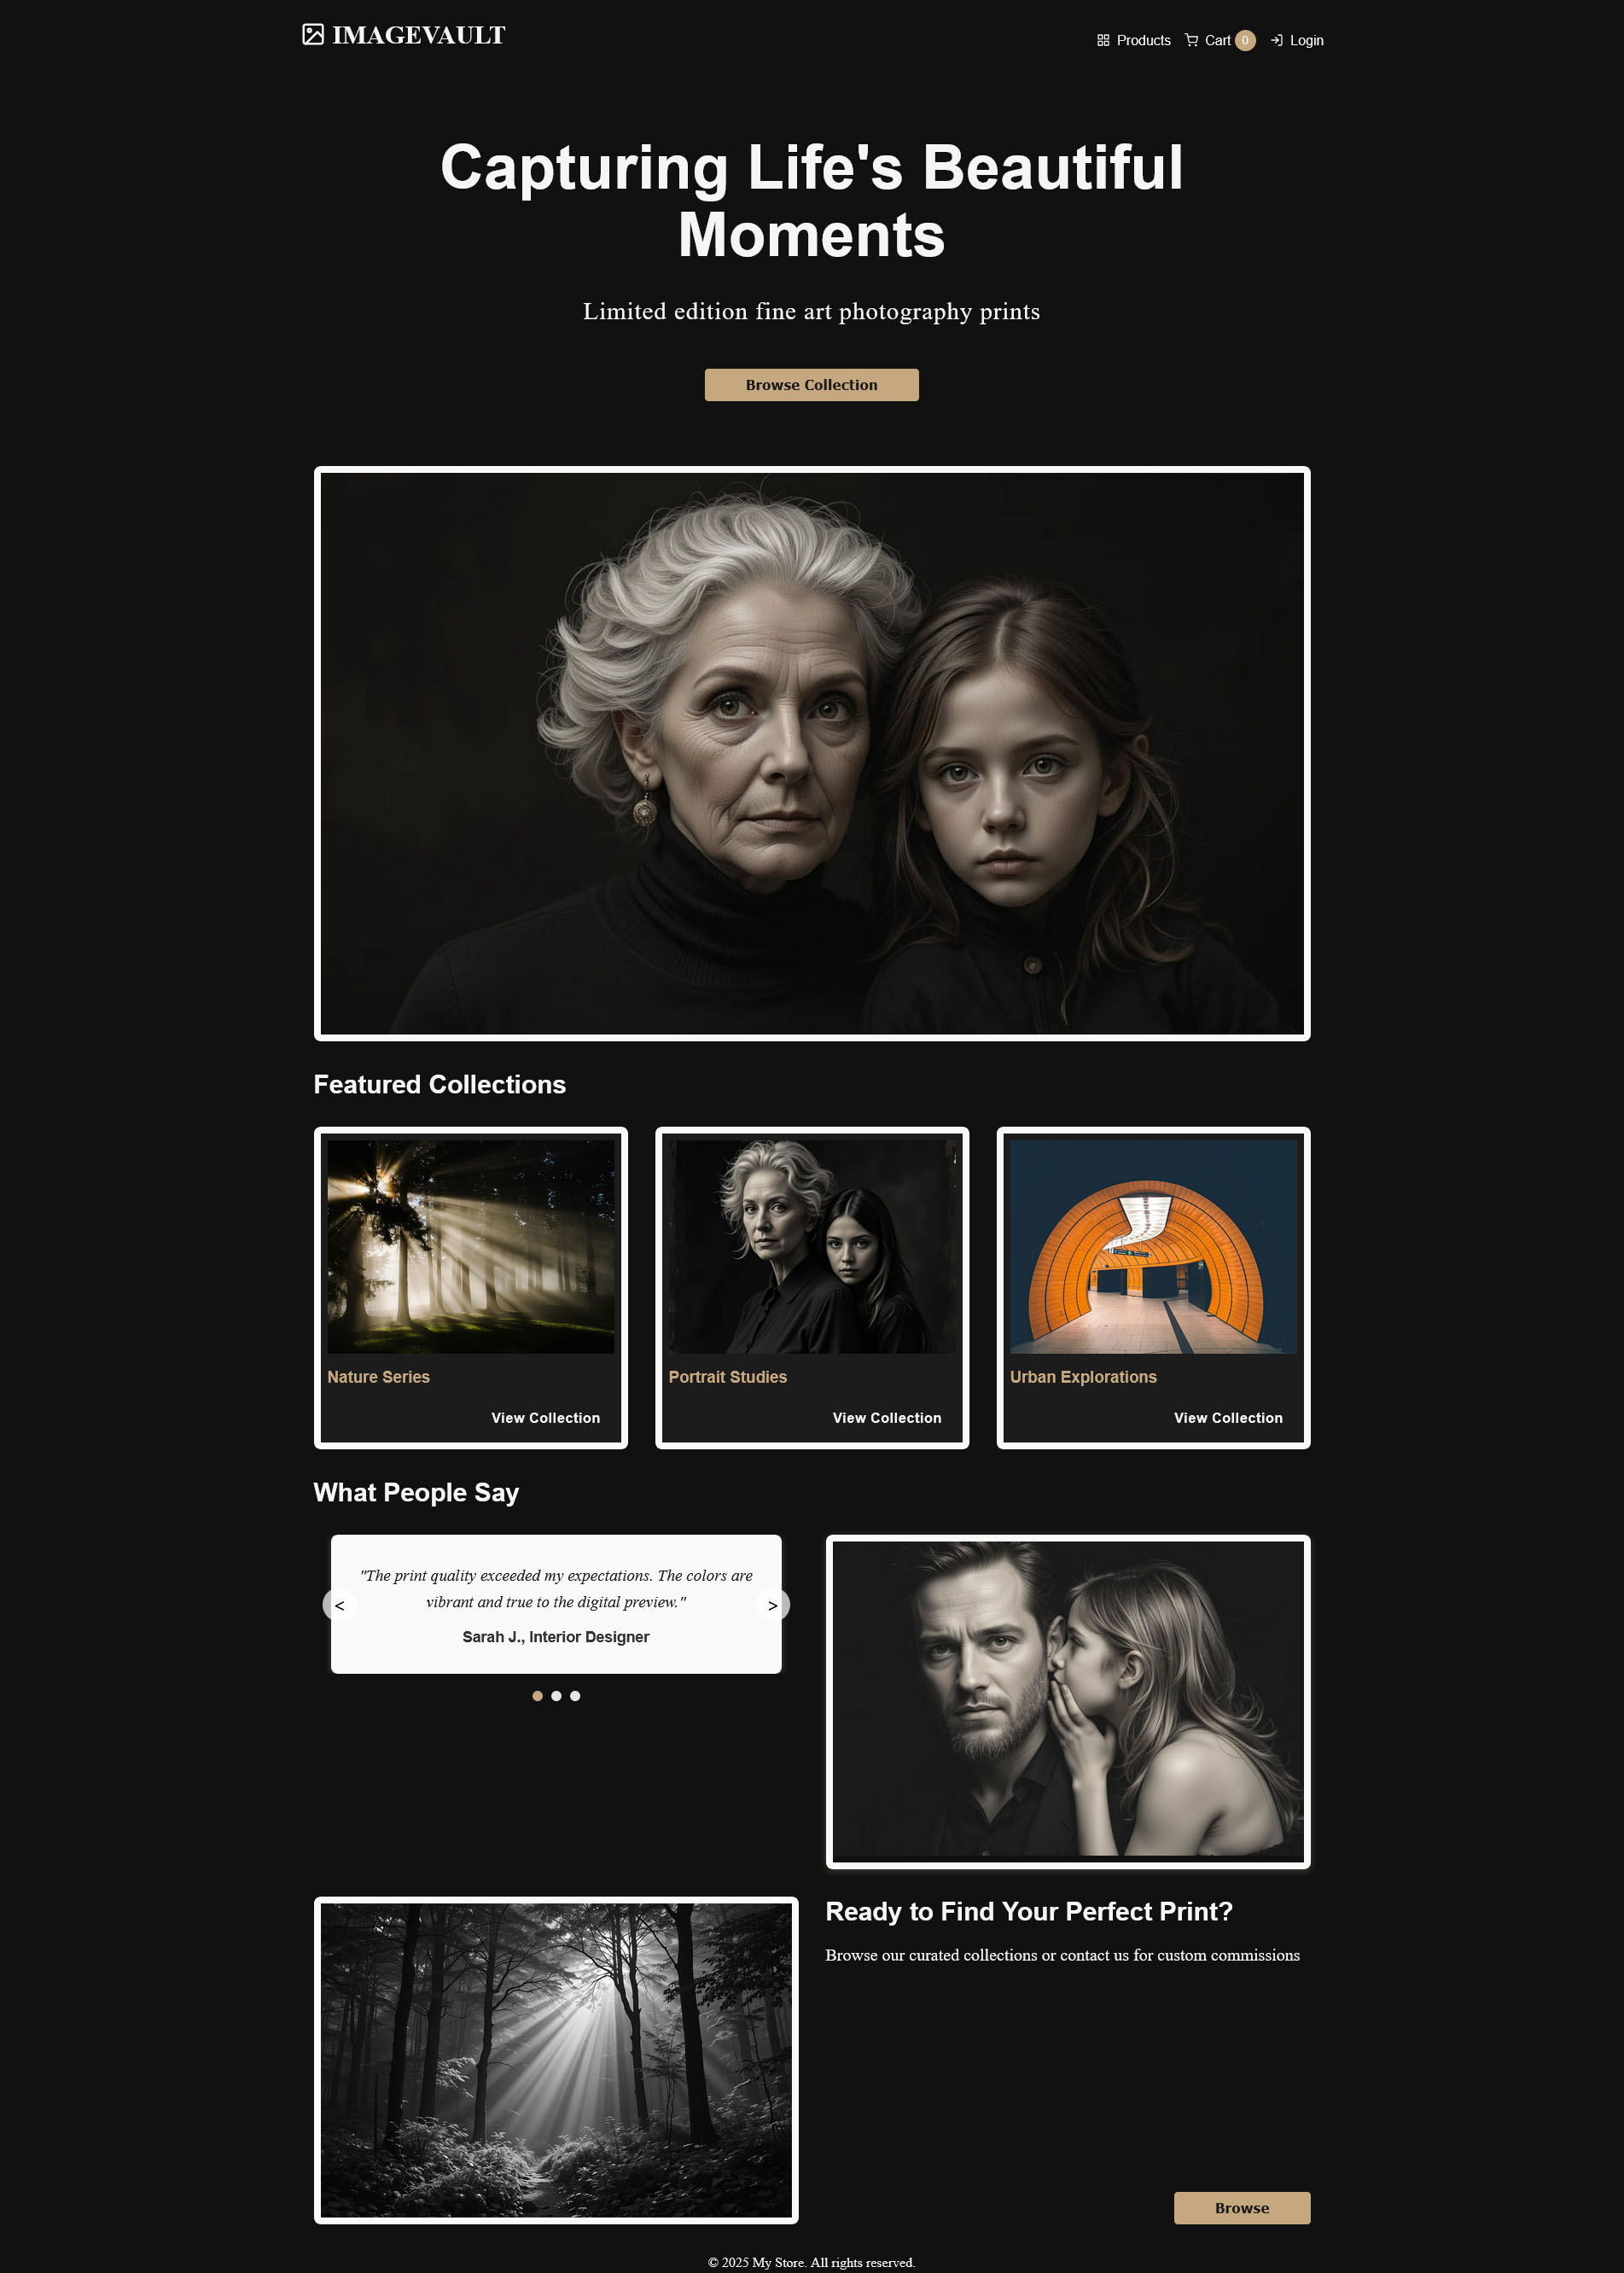 IMAGEVAULT
Products Cart 0 Login
Capturing Life's Beautiful
Moments
Limited edition fine art photography prints
Browse Collection
Featured Collections
Nature Series
View Collection
Portrait Studies
View Collection
Urban Explorations
View Collection
What People Say
"The print quality exceeded my expectations. The colors are
vibrant and true to the digital preview."
Sarah J., Interior Designer
<
>
Ready to Find Your Perfect Print?
Browse our curated collections or contact us for custom commissions
Browse
© 2025 My Store. All rights reserved.